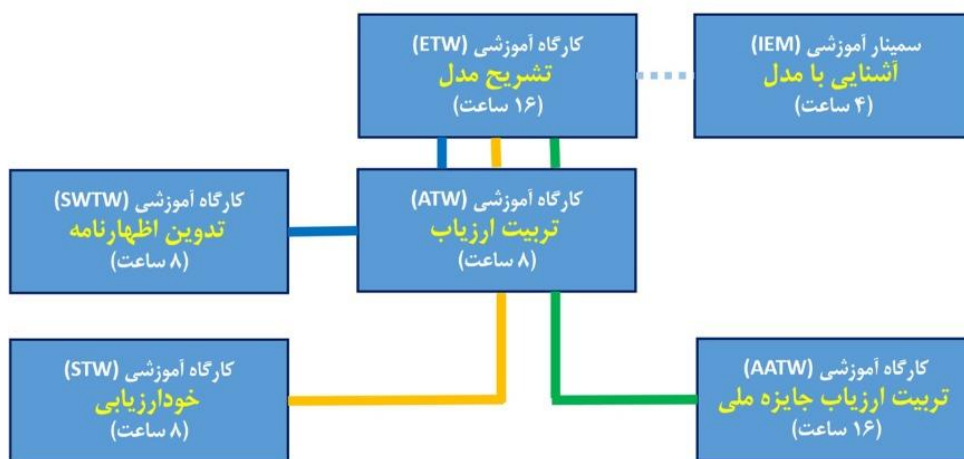 سمینار آموزشی (IEM)
آشنایی با مدل
(۴ ساعت)
کارگاه آموزشی (ETW)
تشریح مدل
(۱۶ ساعت)
کارگاه آموزشی (ATW)
تربیت ارزیاب
(۸ ساعت)
کارگاه آموزشی (SWTW)
تدوین اظهارنامه
(۸ ساعت)
کارگاه آموزشی (AATW)
تربیت ارزیاب جایزه ملی
(۱۶ ساعت)
کارگاه آموزشی (STW)
خودارزیابی
(۸ ساعت)